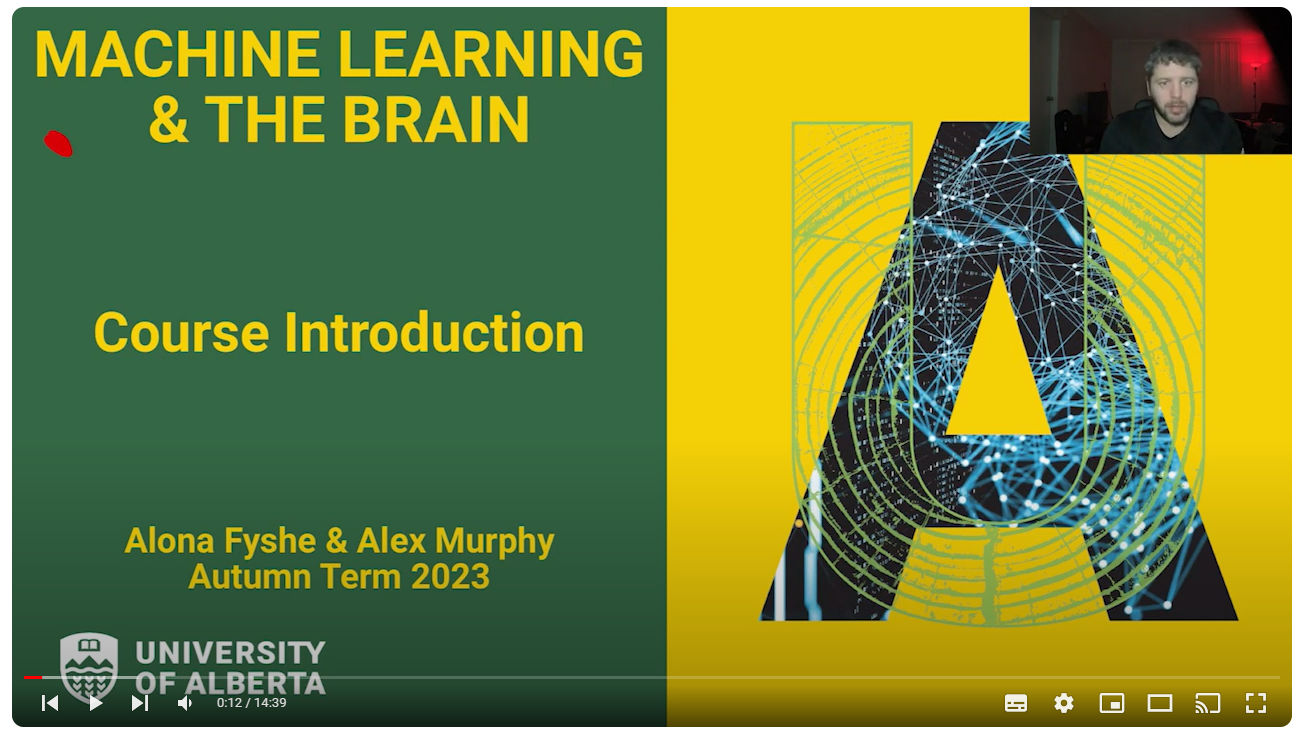 MACHINE LEARNING
& THE BRAIN
Course Introduction
Alona Fyshe & Alex Murphy
Autumn Term 2023
UNIVERSITY
OF ALBERTA
0:12 / 14:39